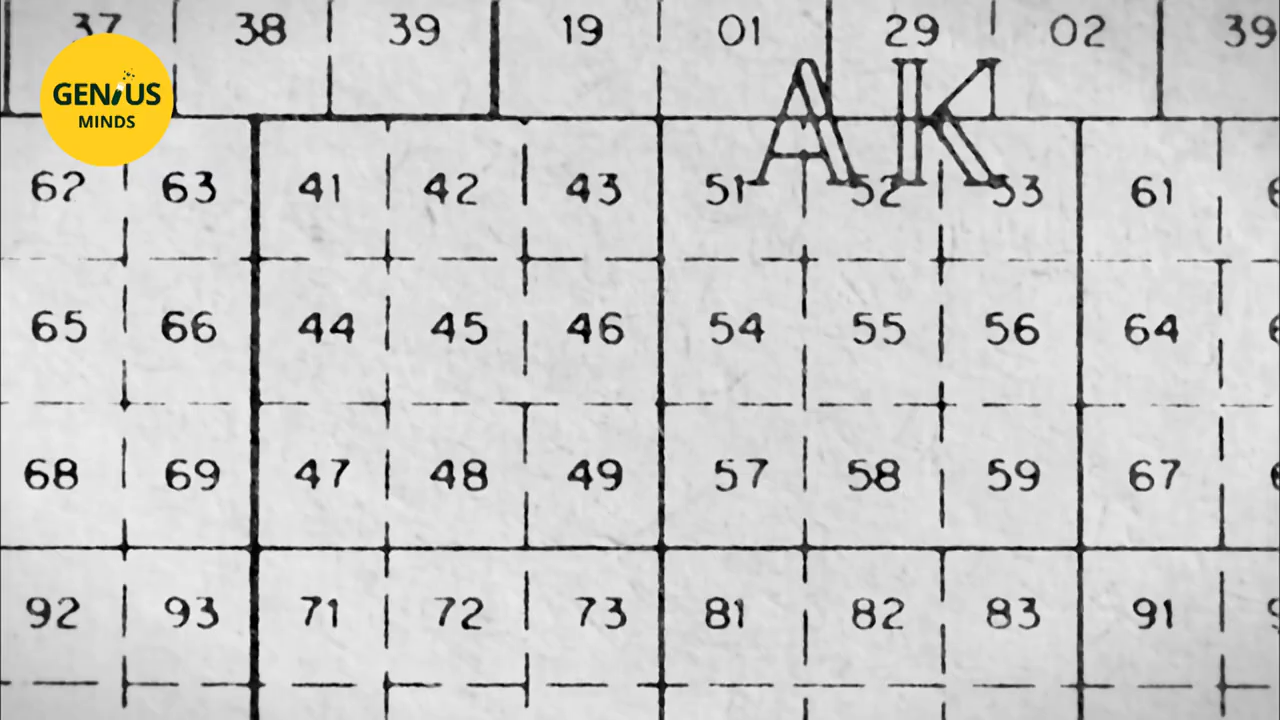 37 38 39 19 01 29 02 39
GENIUS
MINDS
AK
62 63 41 42 43 51 52 53 61
65 66 44 45 46 54 55 56 64
68 69 47 48 49 57 58 59 67
92 93 71 72 73 81 82 83 91